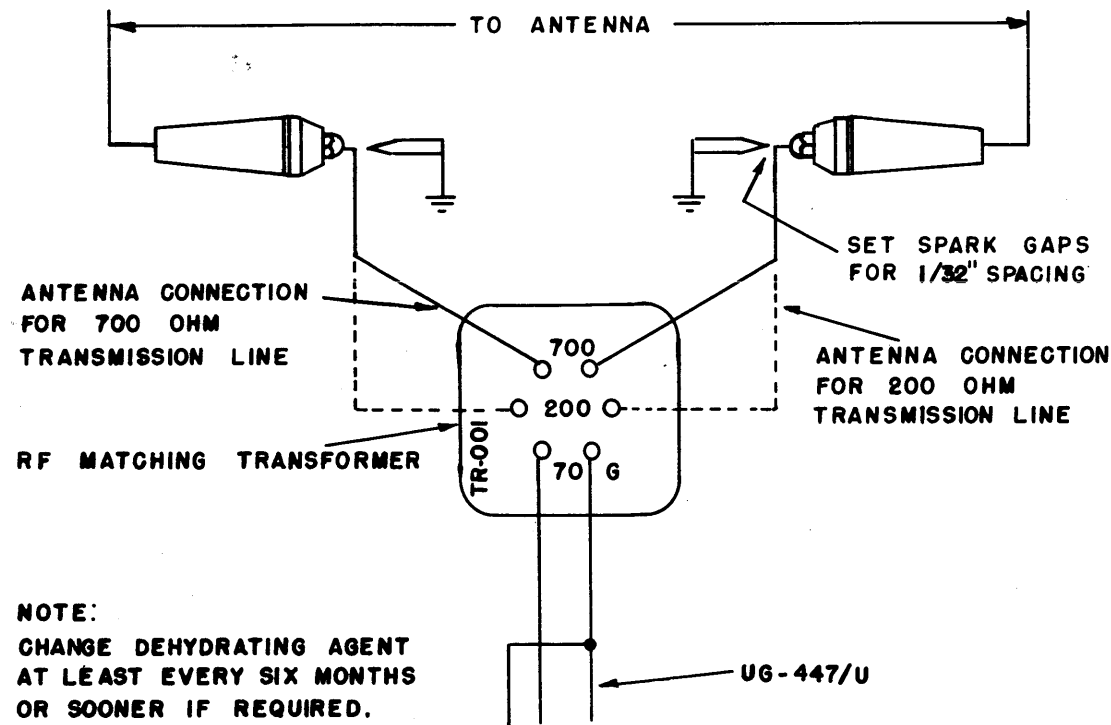 TO ANTENNA
SET SPARK GAPS
FOR 1/32" SPACING
ANTENNA CONNECTION
FOR 700 OHM
TRANSMISSION LINE
700
200
70 G
TR-001
ANTENNA CONNECTION
FOR 200 OHM
TRANSMISSION LINE
RF MATCHING TRANSFORMER
NOTE:
CHANGE DEHYDRATING AGENT
AT LEAST EVERY SIX MONTHS
OR SOONER IF REQUIRED.
UG-447/U